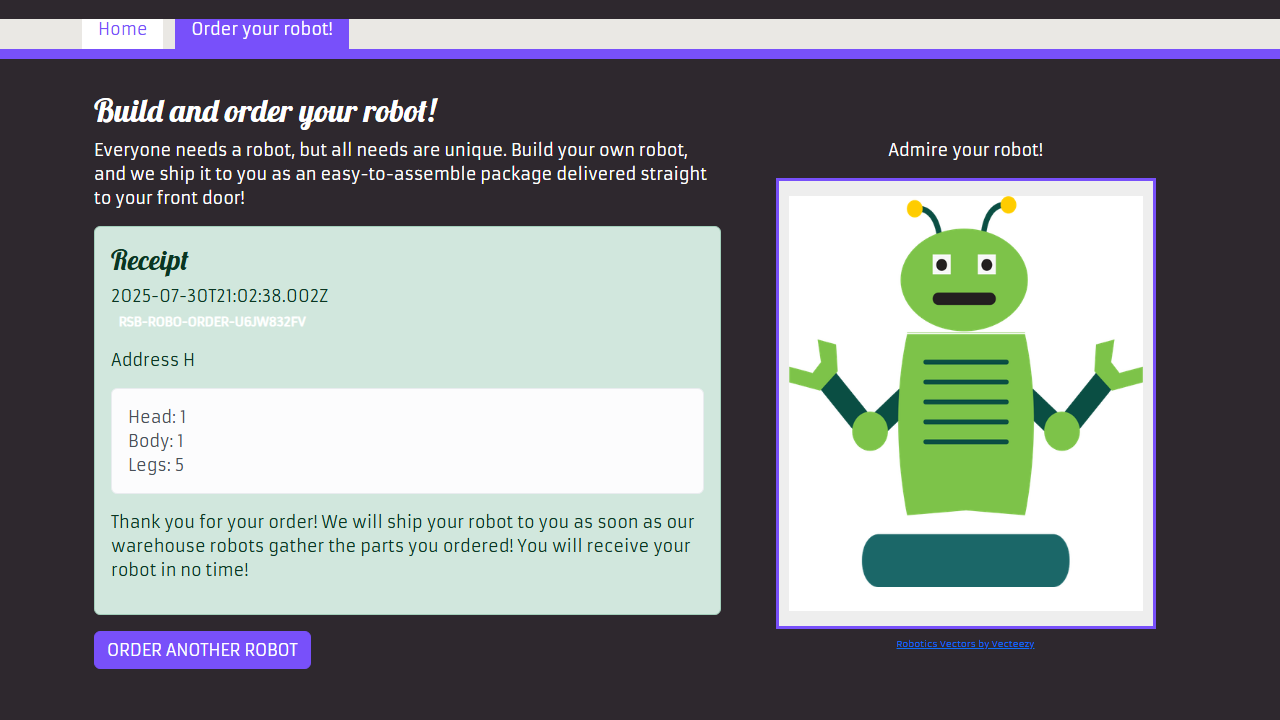 Home
Order your robot!
Build and order your robot!
Everyone needs a robot, but all needs are unique. Build your own robot,
and we ship it to you as an easy-to-assemble package delivered straight
to your front door!
Admire your robot!
Receipt
2025-07-30T21:02:38.002Z
RSB-ROBO-ORDER-U6JW832FV
Address H
Head: 1
Body: 1
Legs: 5
Thank you for your order! We will ship your robot to you as soon as our
warehouse robots gather the parts you ordered! You will receive your
robot in no time!
ORDER ANOTHER ROBOT
Robotics Vectors by Vecteezy